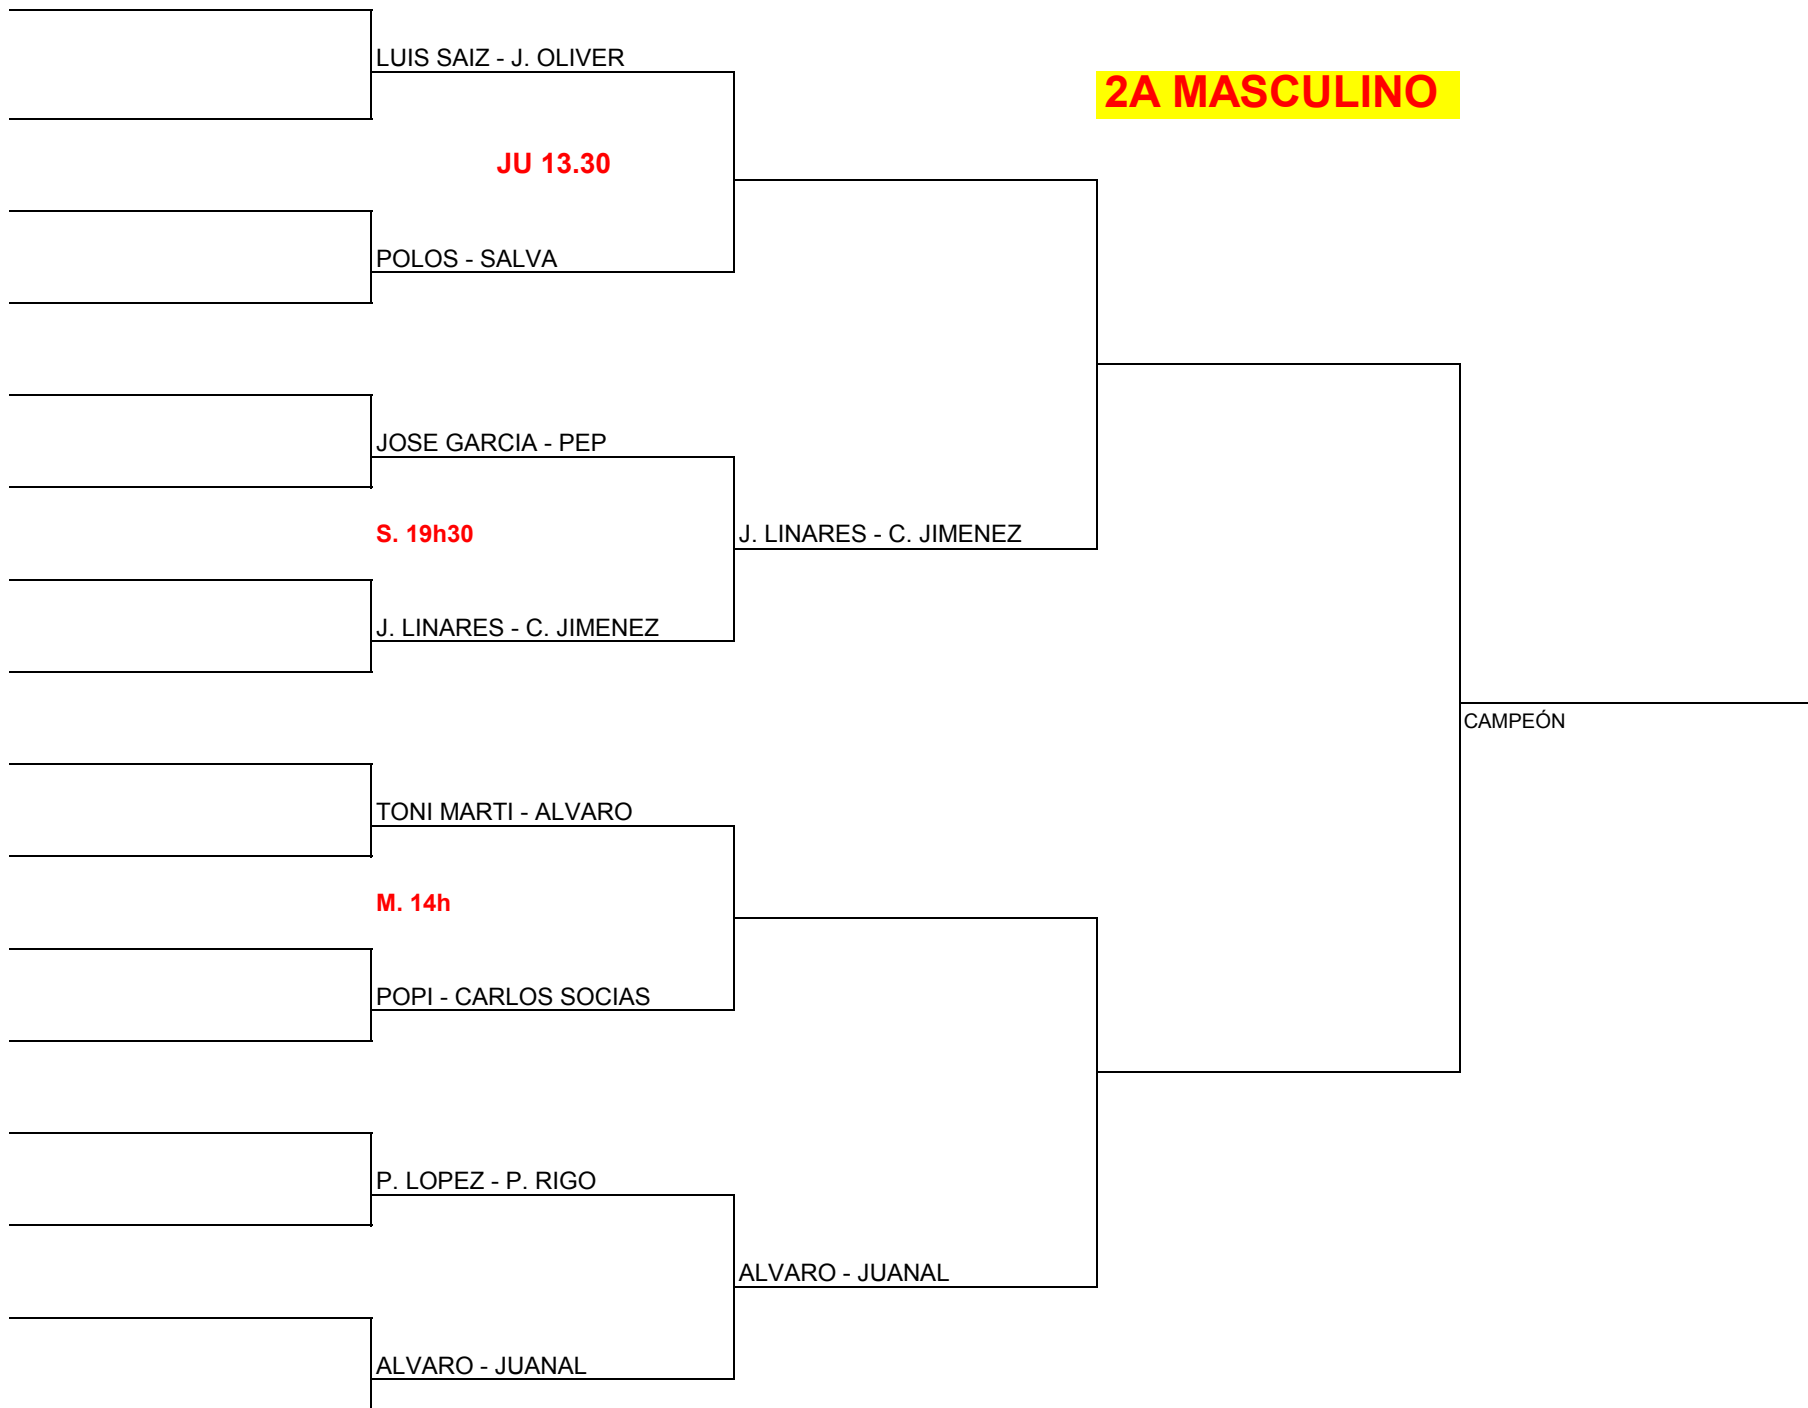 LUIS SAIZ - J. OLIVER
2A MASCULINO
JU 13.30
POLOS - SALVA
JOSE GARCIA - PEP
S. 19h30
J. LINARES - C. JIMENEZ
J. LINARES - C. JIMENEZ
CAMPEÓN
TONI MARTI - ALVARO
M. 14h
POPI - CARLOS SOCIAS
P. LOPEZ - P. RIGO
ALVARO - JUANAL
ALVARO - JUANAL